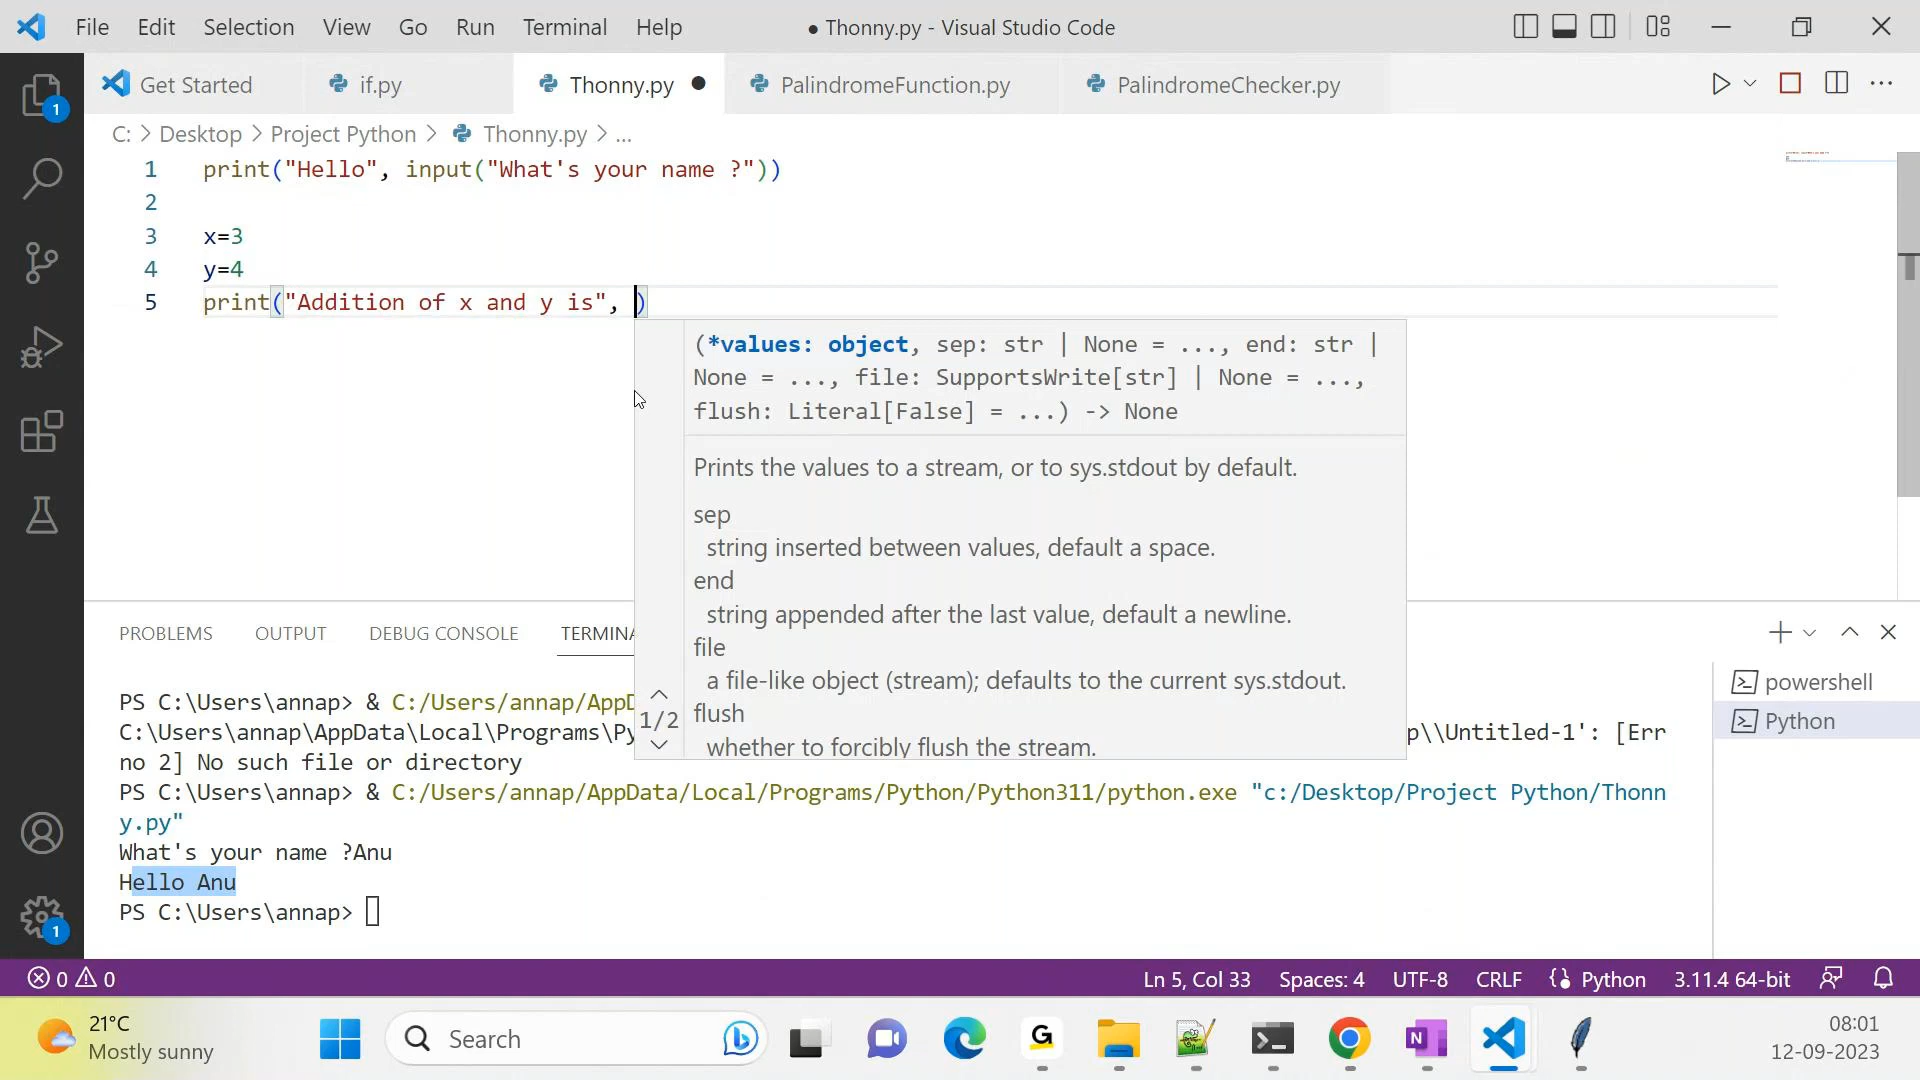 File Edit Selection View Go Run Terminal Help ● Thonny.py - Visual Studio Code
Get Started if.py Thonny.py ● PalindromeFunction.py PalindromeChecker.py
C: > Desktop > Project Python > Thonny.py > ...
1 print("Hello", input("What's your name ?"))
2
3 x=3
4 y=4
5 print("Addition of x and y is", )
(*values: object, sep: str | None = ..., end: str |
None = ..., file: SupportsWrite[str] | None = ...,
flush: Literal[False] = ...) -> None
Prints the values to a stream, or to sys.stdout by default.
sep
string inserted between values, default a space.
end
string appended after the last value, default a newline.
file
a file-like object (stream); defaults to the current sys.stdout.
flush
whether to forcibly flush the stream.
1/2
PROBLEMS OUTPUT DEBUG CONSOLE
PS C:\Users\annap> & C:/Users/annap/AppD
C:\Users\annap\AppData\Local\Programs\Py p\\Untitled-1': [Err
no 2] No such file or directory
PS C:\Users\annap> & C:/Users/annap/AppData/Local/Programs/Python/Python311/python.exe "c:/Desktop/Project Python/Thonn
y.py"
What's your name ?Anu
Hello Anu
PS C:\Users\annap>
powershell
Python
1
1
0 0 Ln 5, Col 33 Spaces: 4 UTF-8 CRLF Python 3.11.4 64-bit
21°C
Mostly sunny
Search
08:01
12-09-2023